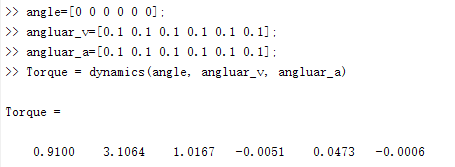 >> angle=[0 0 0 0 0 0];
>> angluar_v=[0.1 0.1 0.1 0.1 0.1 0.1];
>> angluar_a=[0.1 0.1 0.1 0.1 0.1 0.1];
>> Torque = dynamics(angle, angluar_v, angluar_a)
Torque =
0.9100 3.1064 1.0167 -0.0051 0.0473 -0.0006